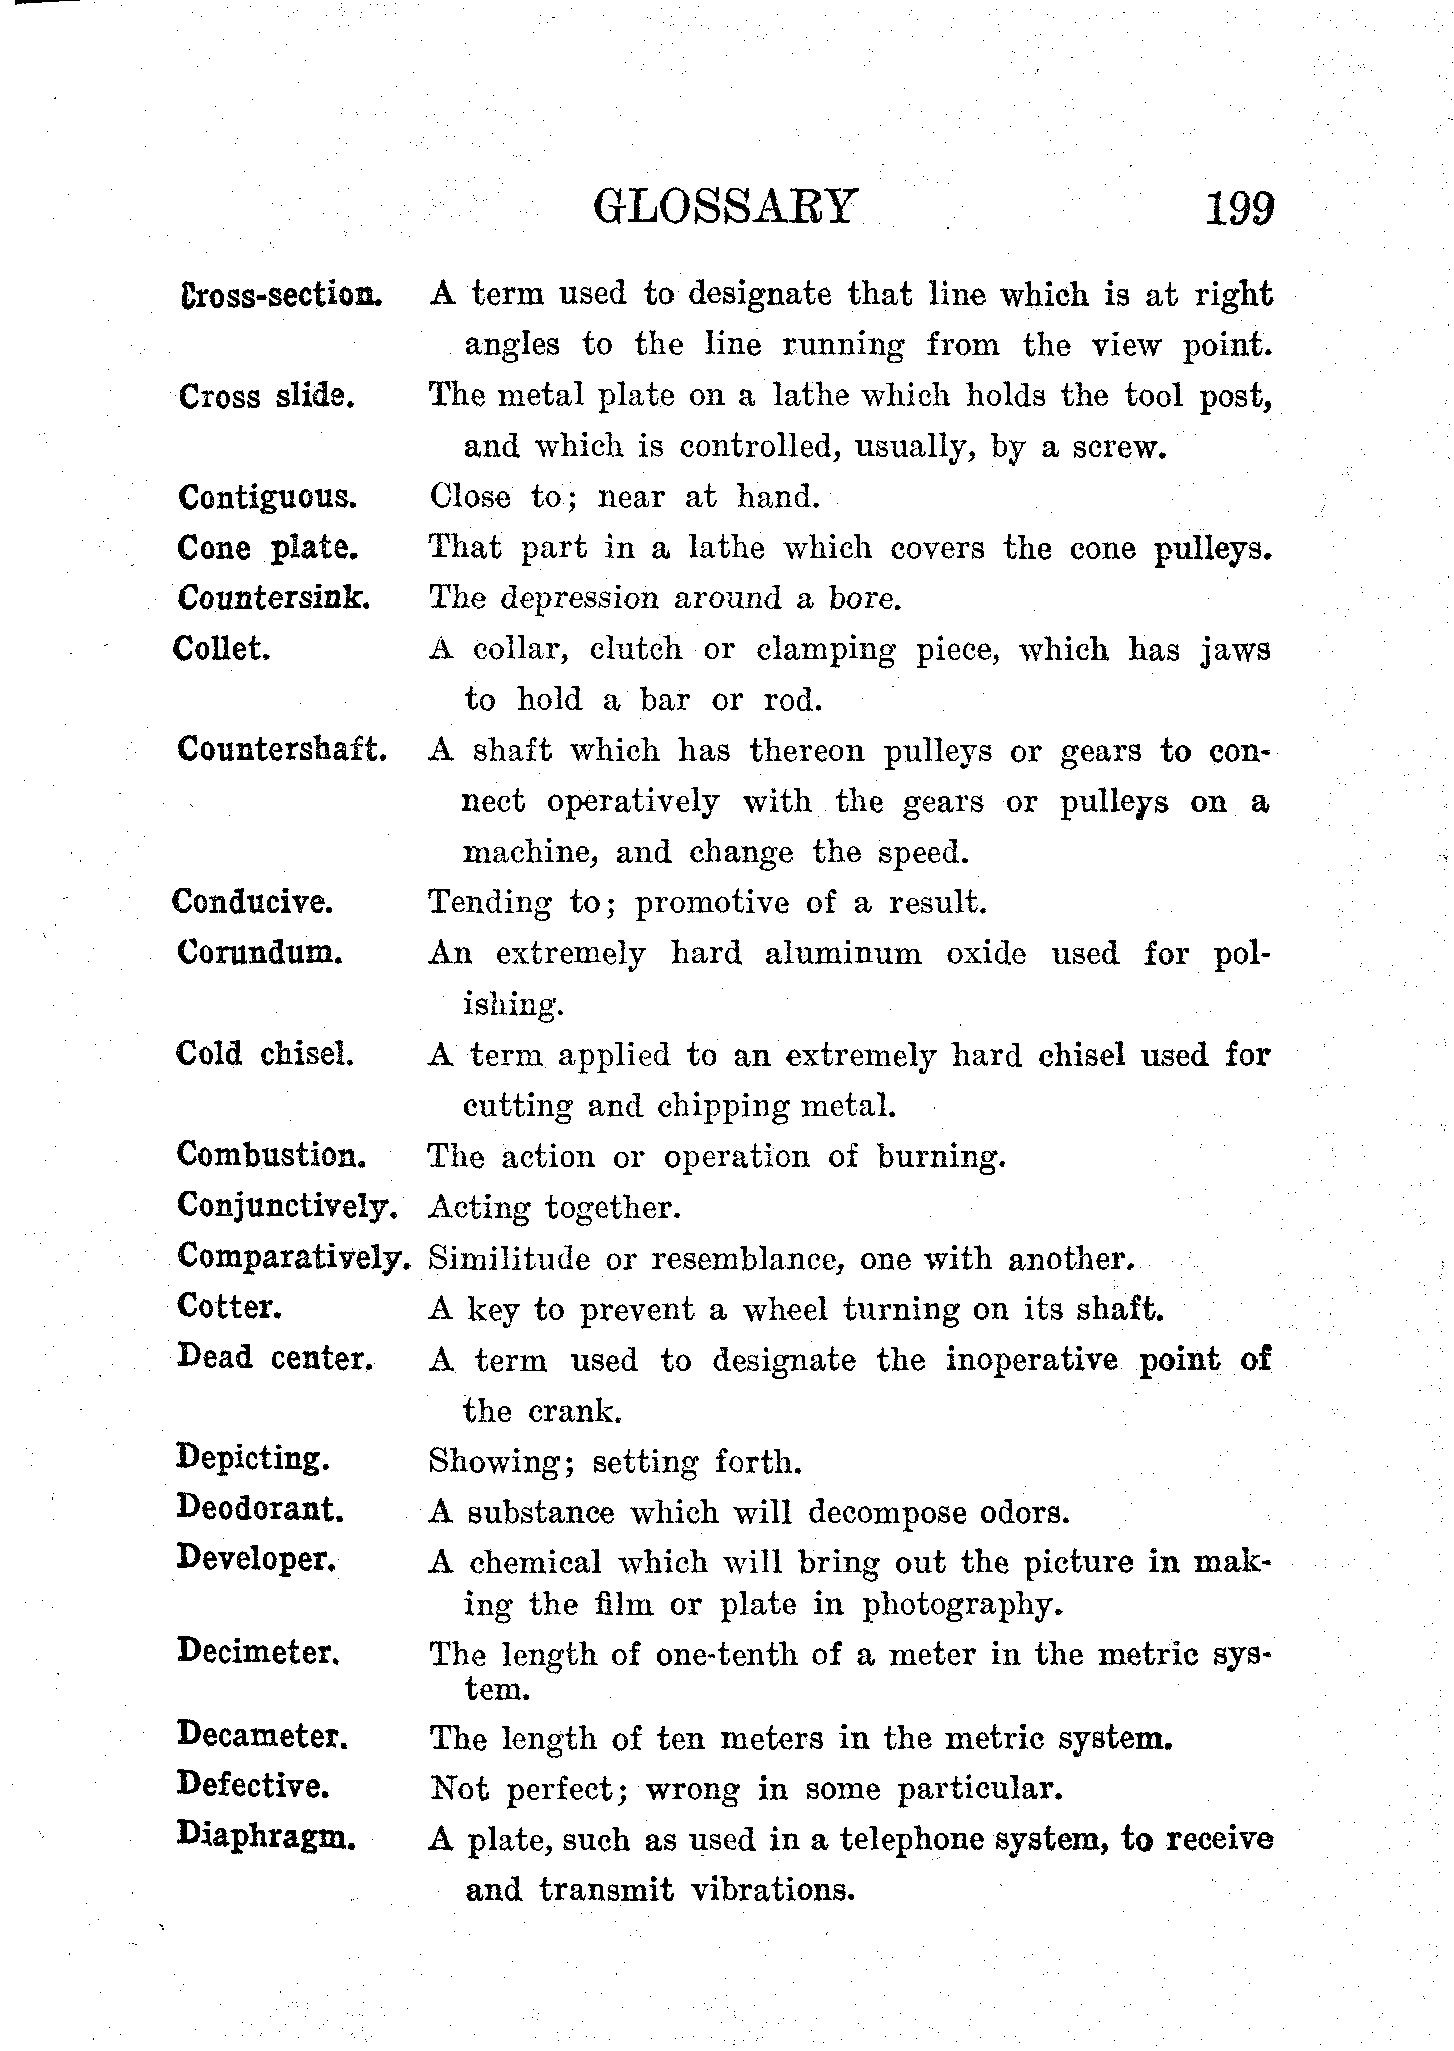 GLOSSARY 199
Cross-section. A term used to designate that line which is at right
angles to the line running from the view point.
Cross slide. The metal plate on a lathe which holds the tool post,
and which is controlled, usually, by a screw.
Contiguous. Close to; near at hand.
Cone plate. That part in a lathe which covers the cone pulleys.
Countersink. The depression around a bore.
Collet. A collar, clutch or clamping piece, which has jaws
to hold a bar or rod.
Countershaft. A shaft which has thereon pulleys or gears to con-
nect operatively with the gears or pulleys on a
machine, and change the speed.
Conducive. Tending to; promotive of a result.
Corundum. An extremely hard aluminum oxide used for pol-
ishing.
Cold chisel. A term applied to an extremely hard chisel used for
cutting and chipping metal.
Combustion. The action or operation of burning.
Conjunctively. Acting together.
Comparatively. Similitude or resemblance, one with another.
Cotter. A key to prevent a wheel turning on its shaft.
Dead center. A term used to designate the inoperative point of
the crank.
Depicting. Showing; setting forth.
Deodorant. A substance which will decompose odors.
Developer. A chemical which will bring out the picture in mak-
ing the film or plate in photography.
Decimeter. The length of one-tenth of a meter in the metric sys-
tem.
Decameter. The length of ten meters in the metric system.
Defective. Not perfect; wrong in some particular.
Diaphragm. A plate, such as used in a telephone system, to receive
and transmit vibrations.